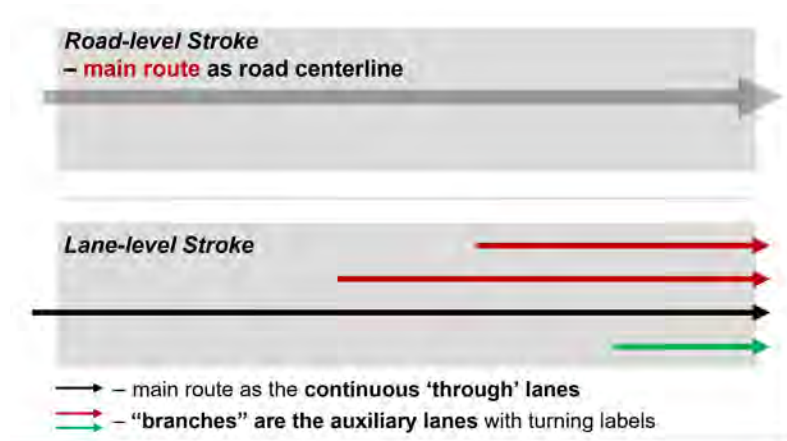 Road-level Stroke
– main route as road centerline
Lane-level Stroke
– main route as the continuous ‘through’ lanes
– “branches” are the auxiliary lanes with turning labels